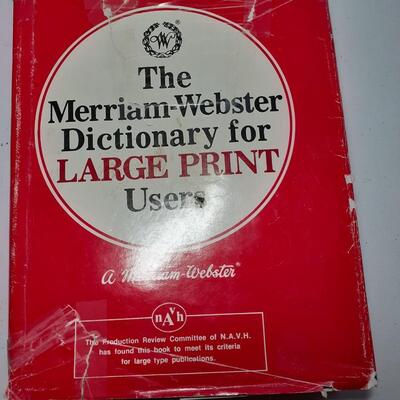 W®
The
Merriam-Webster
Dictionary for
LARGE PRINT
Users
A Merriam-Webster®
nAvh
The Production Review Committee of N.A.V.H.
has found this book to meet its criteria
for large type publications.